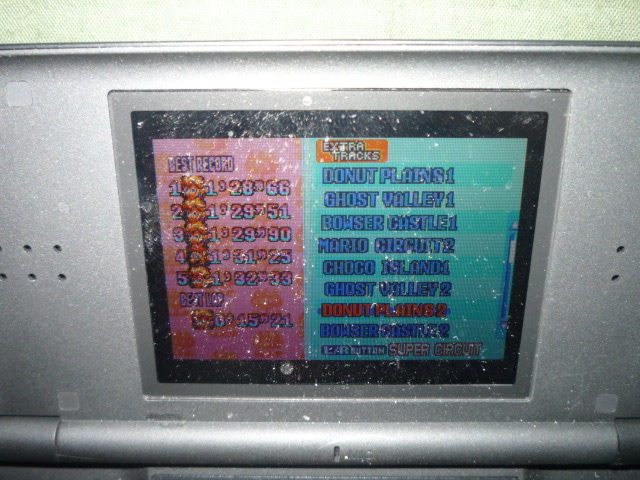 BEST RECORD
1 1'28"66
2 1'29"51
3 1'29"90
4 1'31"25
5 1'32"33
BEST LAP
0'15"21
EXTRA
TRACKS
DONUT PLAINS 1
GHOST VALLEY 1
BOWSER CASTLE 1
MARIO CIRCUIT 2
CHOCO ISLAND 1
GHOST VALLEY 2
DONUT PLAINS 2
BOWSER CASTLE 2
BUTTON SUPER CIRCUIT